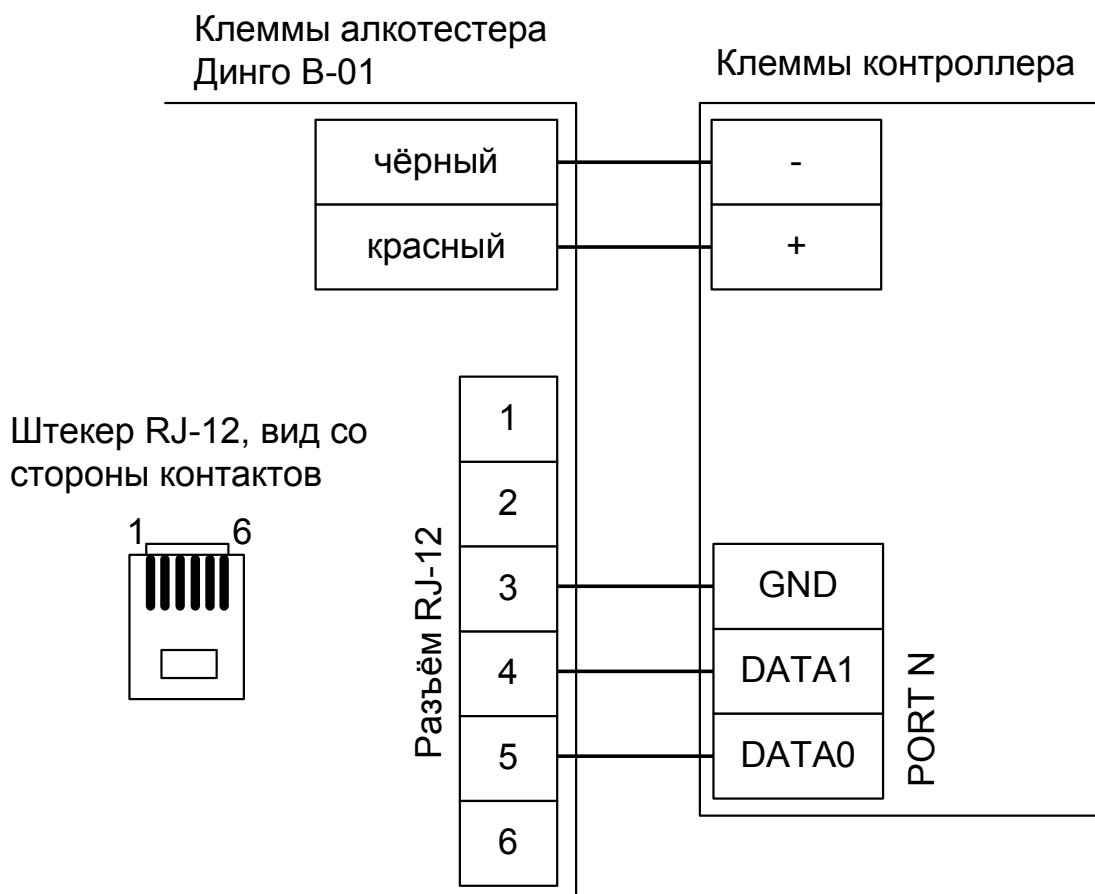 Клеммы алкотестера
Динго В-01
Клеммы контроллера
чёрный
-
красный
+
Штекер RJ-12, вид со
стороны контактов
1
6
Разъём RJ-12
1
2
3
4
5
6
GND
DATA1
DATA0
PORT N